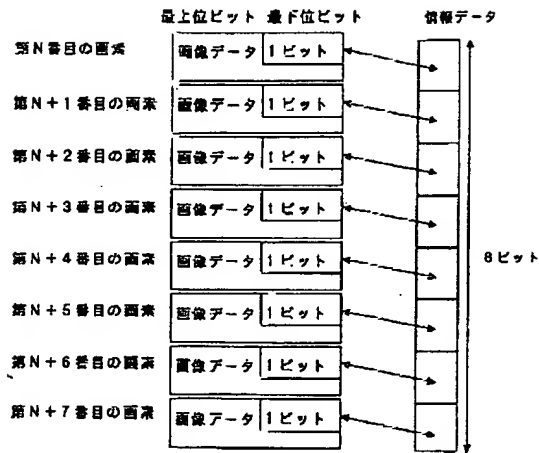 最上位ビット 最下位ビット 情報データ
第N番目の画素 画像データ 1ビット
第N+1番目の画素 画像データ 1ビット
第N+2番目の画素 画像データ 1ビット
第N+3番目の画素 画像データ 1ビット
第N+4番目の画素 画像データ 1ビット
8ビット
第N+5番目の画素 画像データ 1ビット
第N+6番目の画素 画像データ 1ビット
第N+7番目の画素 画像データ 1ビット